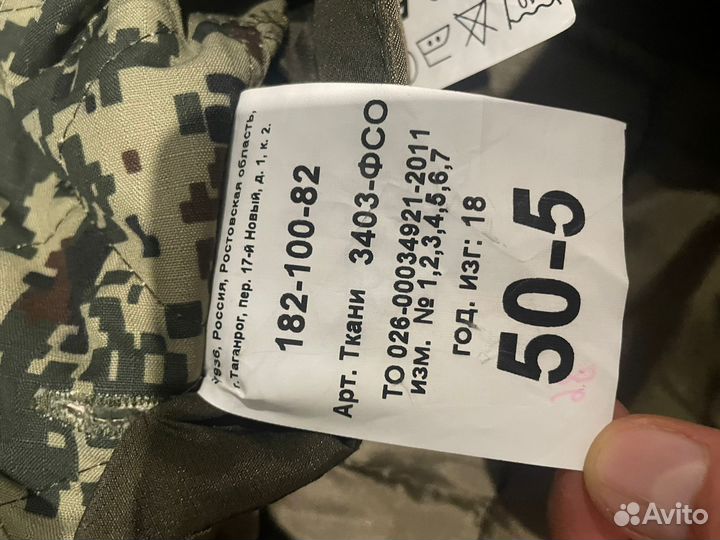 Россия, Ростовская область,
г. Таганрог, пер. 17-й Новый, д. 1, к. 2.
182-100-82
Арт. Ткани 3403-ФСО
ТО 026-00034921-2011
изм. № 1,2,3,4,5,6,7
год. изг: 18
50-5
Avito